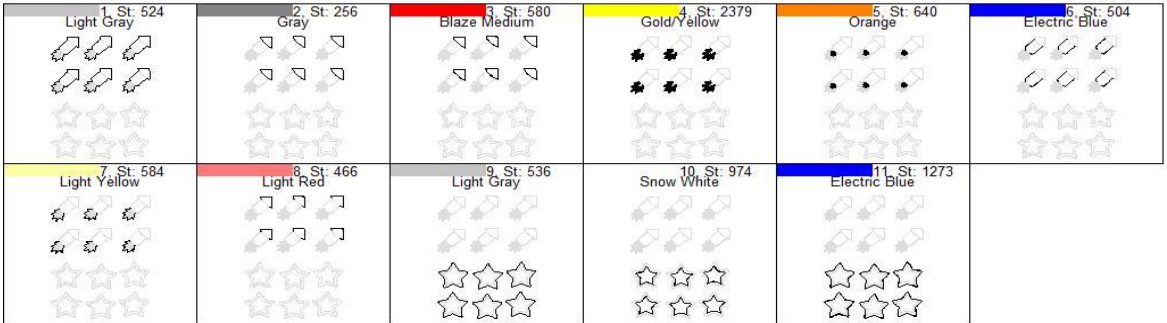 1, St: 524
Light Gray
2, St: 256
Gray
3, St: 580
Blaze Medium
4, St: 2379
Gold/Yellow
5, St: 640
Orange
6, St: 504
Electric Blue
7, St: 584
Light Yellow
8, St: 466
Light Red
9, St: 536
Light Gray
10, St: 974
Snow White
11, St: 1273
Electric Blue